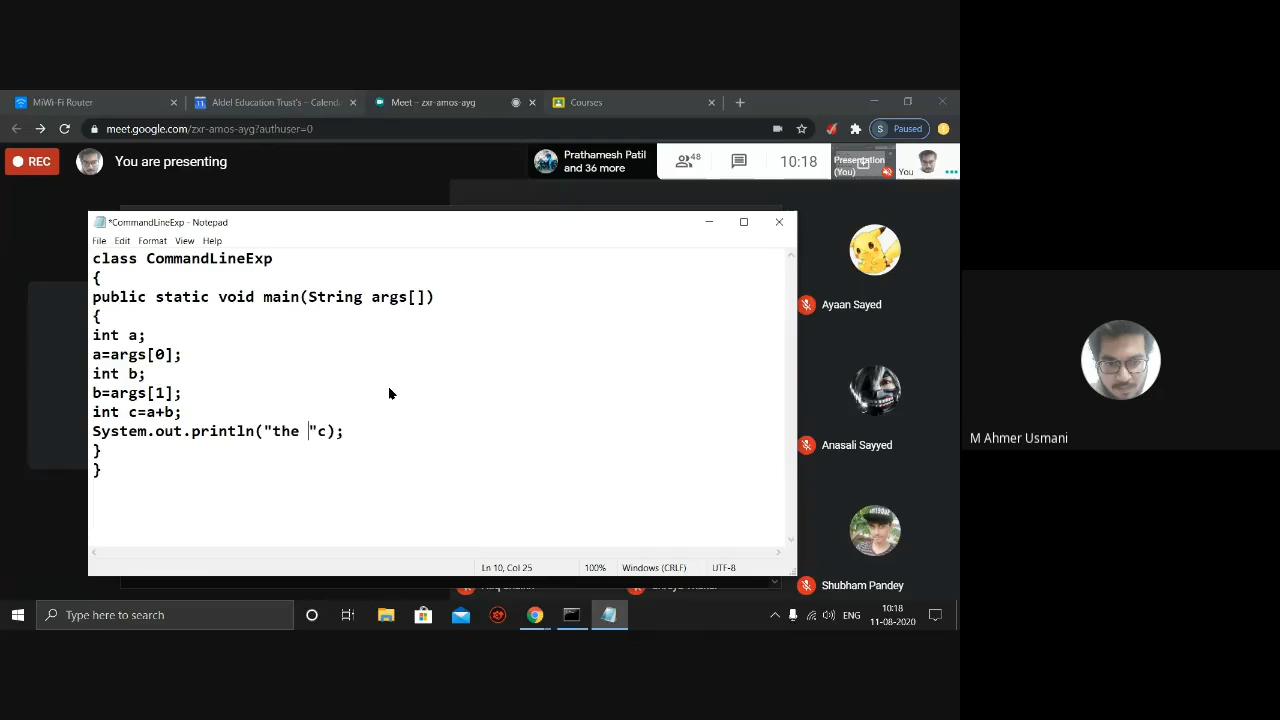 MiWi-Fi Router
Aldel Education Trust's – Calenda
Meet – zxr-amos-ayg
Courses
meet.google.com/zxr-amos-ayg?authuser=0
S Paused
REC
You are presenting
Prathamesh Patil
and 36 more
48
10:18
Presentation
(You)
You
*CommandLineExp - Notepad
File Edit Format View Help
class CommandLineExp
{
public static void main(String args[])
{
int a;
a=args[0];
int b;
b=args[1];
int c=a+b;
System.out.println("the "c);
}
}
Ln 10, Col 25
100%
Windows (CRLF)
UTF-8
Ayaan Sayed
Anasali Sayyed
Shubham Pandey
M Ahmer Usmani
Type here to search
ENG
10:18
11-08-2020